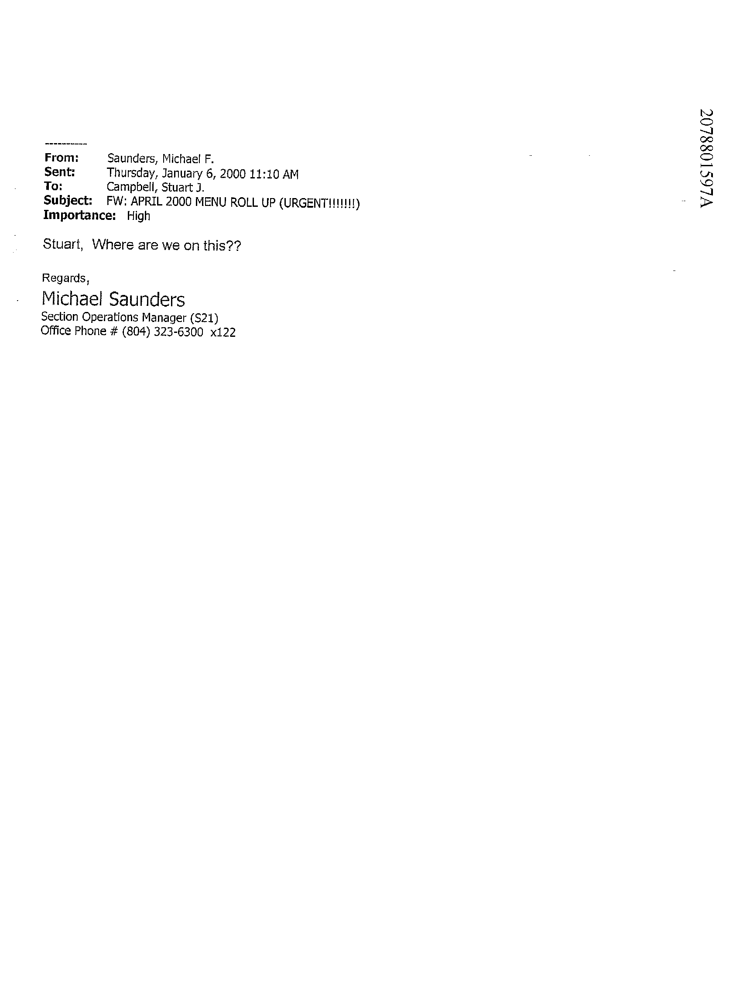 ----------
From: Saunders, Michael F.
Sent: Thursday, January 6, 2000 11:10 AM
To: Campbell, Stuart J.
Subject: FW: APRIL 2000 MENU ROLL UP (URGENT!!!!!!!)
Importance: High
Stuart, Where are we on this??
Regards,
Michael Saunders
Section Operations Manager (S21)
Office Phone # (804) 323-6300 x122
2078801597A